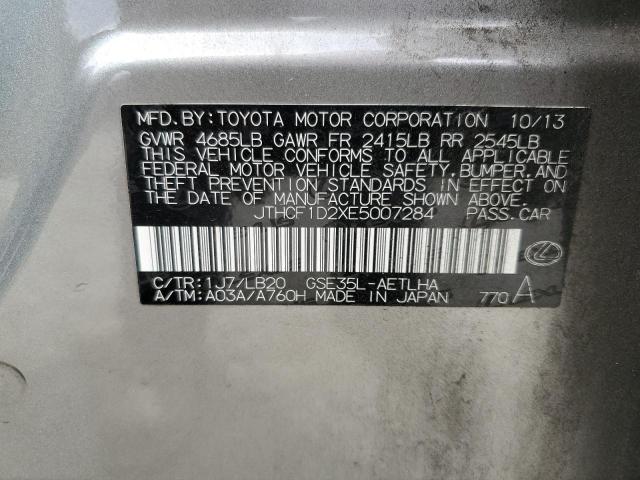 MFD. BY: TOYOTA MOTOR CORPORATION 10/13
GVWR 4685LB GAWR FR 2415LB RR 2545LB
THIS VEHICLE CONFORMS TO ALL APPLICABLE
FEDERAL MOTOR VEHICLE SAFETY, BUMPER, AND
THEFT PREVENTION STANDARDS IN EFFECT ON
THE DATE OF MANUFACTURE SHOWN ABOVE.
JTHCF1D2XE5007284 PASS. CAR
C/TR: 1J7/LB20 GSE35L-AETLHA
A/TM: A03A/A760H MADE IN JAPAN 770 A